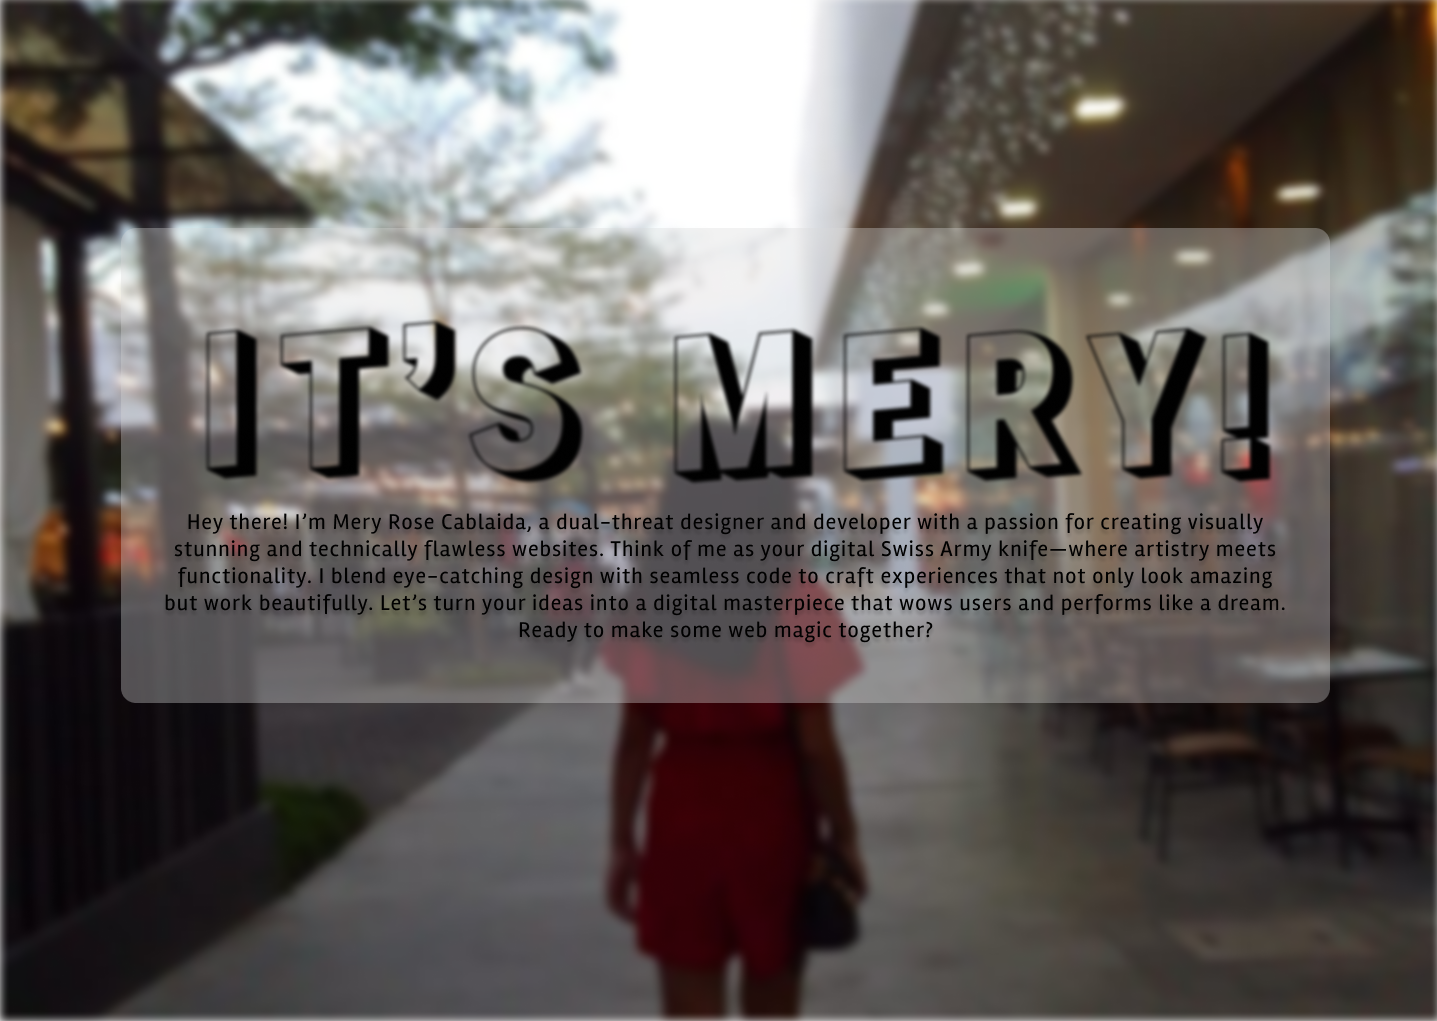 IT’S MERY!
Hey there! I’m Mery Rose Cablaida, a dual-threat designer and developer with a passion for creating visually
stunning and technically flawless websites. Think of me as your digital Swiss Army knife—where artistry meets
functionality. I blend eye-catching design with seamless code to craft experiences that not only look amazing
but work beautifully. Let’s turn your ideas into a digital masterpiece that wows users and performs like a dream.
Ready to make some web magic together?